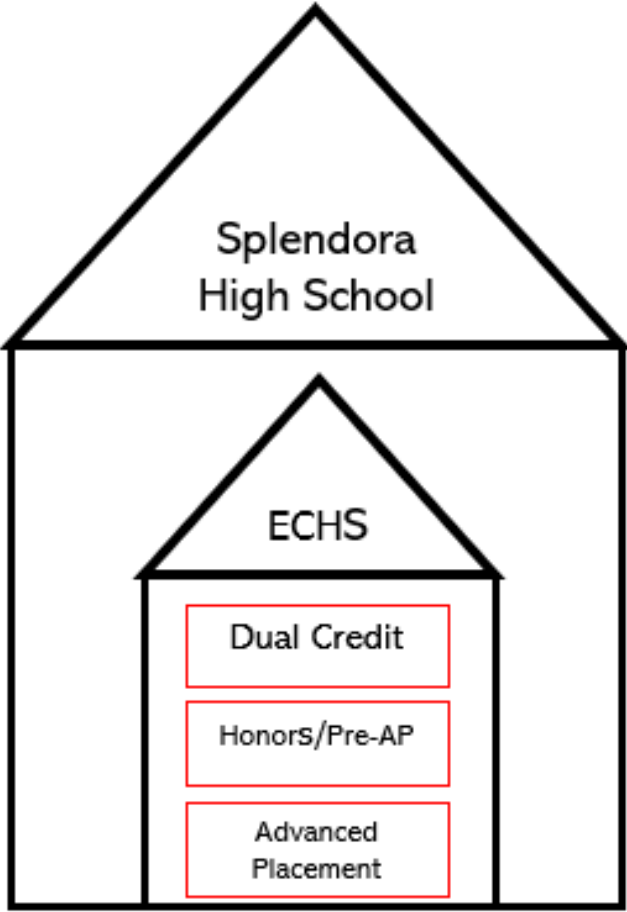 Splendora
High School
ECHS
Dual Credit
Honors/Pre-AP
Advanced
Placement